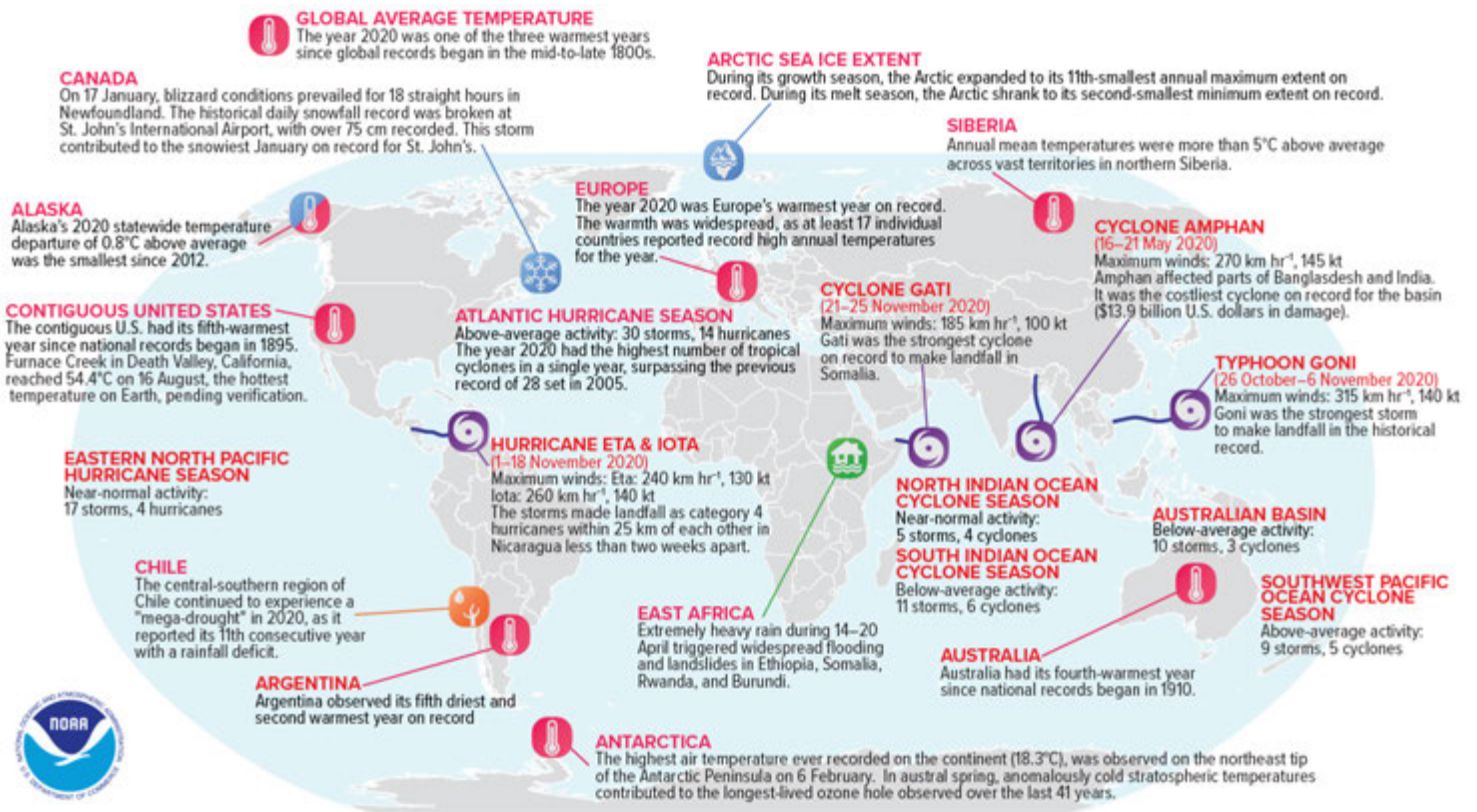 GLOBAL AVERAGE TEMPERATURE
The year 2020 was one of the three warmest years
since global records began in the mid-to-late 1800s.
CANADA
On 17 January, blizzard conditions prevailed for 18 straight hours in
Newfoundland. The historical daily snowfall record was broken at
St. John's International Airport, with over 75 cm recorded. This storm
contributed to the snowiest January on record for St. John's.
ARCTIC SEA ICE EXTENT
During its growth season, the Arctic expanded to its 11th-smallest annual maximum extent on
record. During its melt season, the Arctic shrank to its second-smallest minimum extent on record.
SIBERIA
Annual mean temperatures were more than 5°C above average
across vast territories in northern Siberia.
ALASKA
Alaska's 2020 statewide temperature
departure of 0.8°C above average
was the smallest since 2012.
EUROPE
The year 2020 was Europe's warmest year on record.
The warmth was widespread, as at least 17 individual
countries reported record high annual temperatures
for the year.
CYCLONE AMPHAN
(16–21 May 2020)
Maximum winds: 270 km hr⁻¹, 145 kt
Amphan affected parts of Banglasdesh and India.
It was the costliest cyclone on record for the basin
($13.9 billion U.S. dollars in damage).
CONTIGUOUS UNITED STATES
The contiguous U.S. had its fifth-warmest
year since national records began in 1895.
Furnace Creek in Death Valley, California,
reached 54.4°C on 16 August, the hottest
temperature on Earth, pending verification.
ATLANTIC HURRICANE SEASON
Above-average activity: 30 storms, 14 hurricanes
The year 2020 had the highest number of tropical
cyclones in a single year, surpassing the previous
record of 28 set in 2005.
CYCLONE GATI
(21–25 November 2020)
Maximum winds: 185 km hr⁻¹, 100 kt
Gati was the strongest cyclone
on record to make landfall in
Somalia.
TYPHOON GONI
(26 October–6 November 2020)
Maximum winds: 315 km hr⁻¹, 140 kt
Goni was the strongest storm
to make landfall in the historical
record.
EASTERN NORTH PACIFIC
HURRICANE SEASON
Near-normal activity:
17 storms, 4 hurricanes
HURRICANE ETA & IOTA
(1–18 November 2020)
Maximum winds: Eta: 240 km hr⁻¹, 130 kt
Iota: 260 km hr⁻¹, 140 kt
The storms made landfall as category 4
hurricanes within 25 km of each other in
Nicaragua less than two weeks apart.
NORTH INDIAN OCEAN
CYCLONE SEASON
Near-normal activity:
5 storms, 4 cyclones
SOUTH INDIAN OCEAN
CYCLONE SEASON
Below-average activity:
11 storms, 6 cyclones
AUSTRALIAN BASIN
Below-average activity:
10 storms, 3 cyclones
SOUTHWEST PACIFIC
OCEAN CYCLONE
SEASON
Above-average activity:
9 storms, 5 cyclones
CHILE
The central-southern region of
Chile continued to experience a
"mega-drought" in 2020, as it
reported its 11th consecutive year
with a rainfall deficit.
EAST AFRICA
Extremely heavy rain during 14–20
April triggered widespread flooding
and landslides in Ethiopia, Somalia,
Rwanda, and Burundi.
AUSTRALIA
Australia had its fourth-warmest year
since national records began in 1910.
ARGENTINA
Argentina observed its fifth driest and
second warmest year on record
ANTARCTICA
The highest air temperature ever recorded on the continent (18.3°C), was observed on the northeast tip
of the Antarctic Peninsula on 6 February. In austral spring, anomalously cold stratospheric temperatures
contributed to the longest-lived ozone hole observed over the last 41 years.
NATIONAL OCEANIC AND ATMOSPHERIC ADMINISTRATION
NOAA
U.S. DEPARTMENT OF COMMERCE